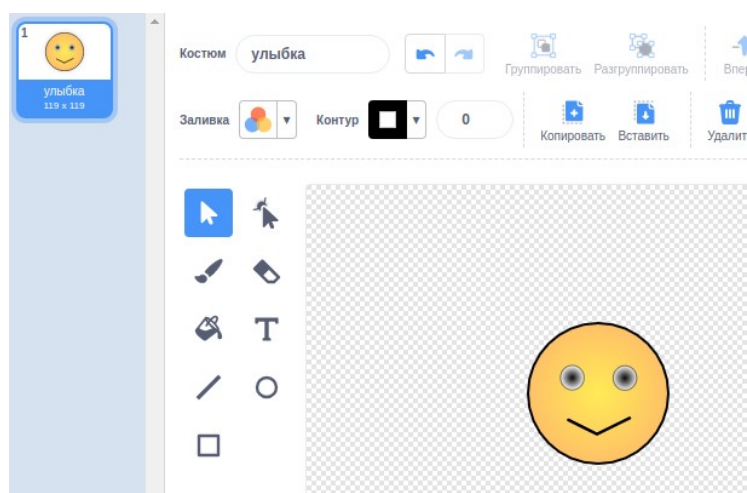 1
улыбка
119 x 119
Костюм
улыбка
Группировать
Разгруппировать
Впер
Заливка
Контур
0
Копировать
Вставить
Удалит
T